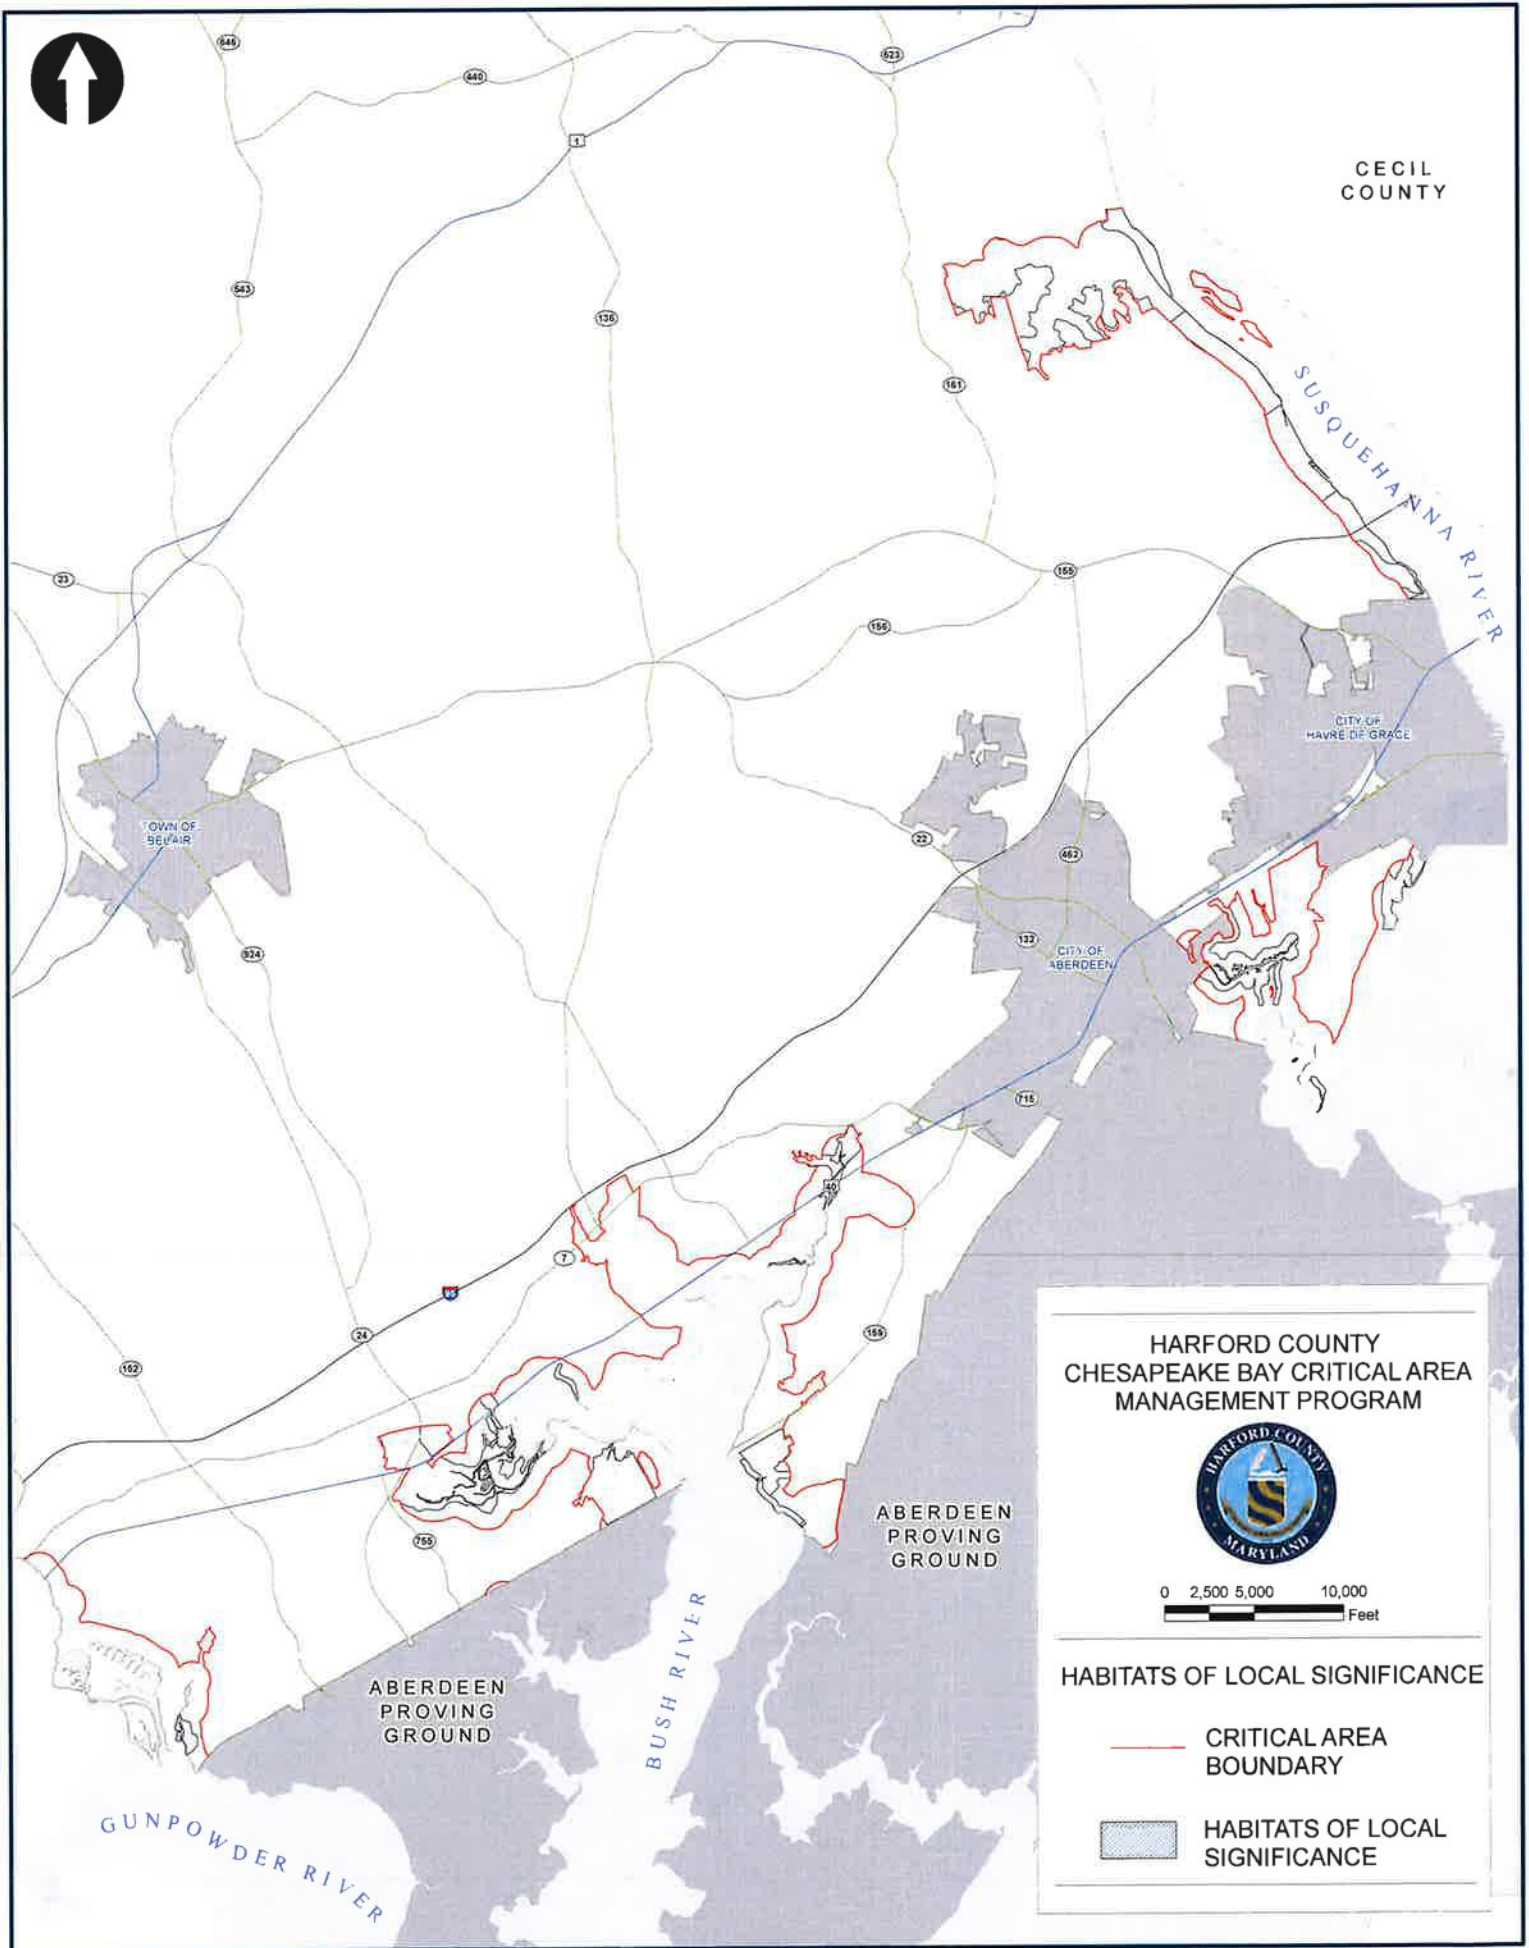 646
440
623
1
CECIL
COUNTY
543
136
161
SUSQUEHANNA RIVER
23
155
156
CITY OF
HAVRE DE GRACE
TOWN OF
BEL AIR
22
462
924
132
CITY OF
ABERDEEN
715
40
7
95
24
159
152
755
ABERDEEN
PROVING
GROUND
ABERDEEN
PROVING
GROUND
BUSH RIVER
GUNPOWDER RIVER
HARFORD COUNTY
CHESAPEAKE BAY CRITICAL AREA
MANAGEMENT PROGRAM
HARFORD COUNTY
MARYLAND
0 2,500 5,000 10,000
Feet
HABITATS OF LOCAL SIGNIFICANCE
CRITICAL AREA
BOUNDARY
HABITATS OF LOCAL
SIGNIFICANCE